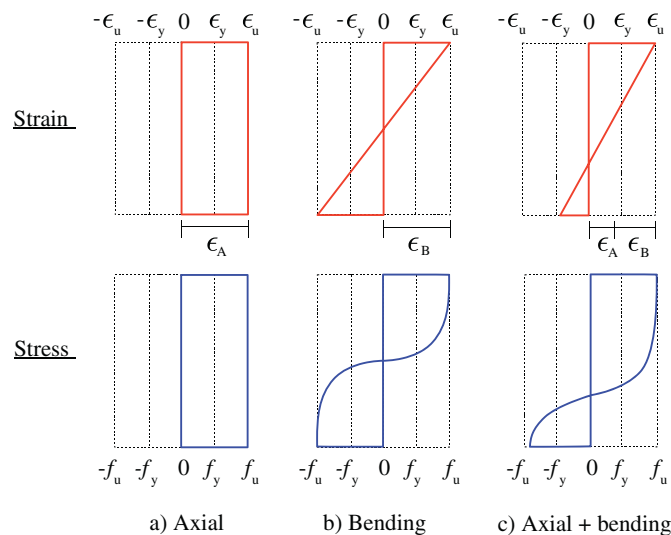 -ϵu -ϵy 0 ϵy ϵu -ϵu -ϵy 0 ϵy ϵu -ϵu -ϵy 0 ϵy ϵu
Strain
ϵA ϵB ϵA ϵB
Stress
-fu -fy 0 fy fu -fu -fy 0 fy fu -fu -fy 0 fy fu
a) Axial b) Bending c) Axial + bending